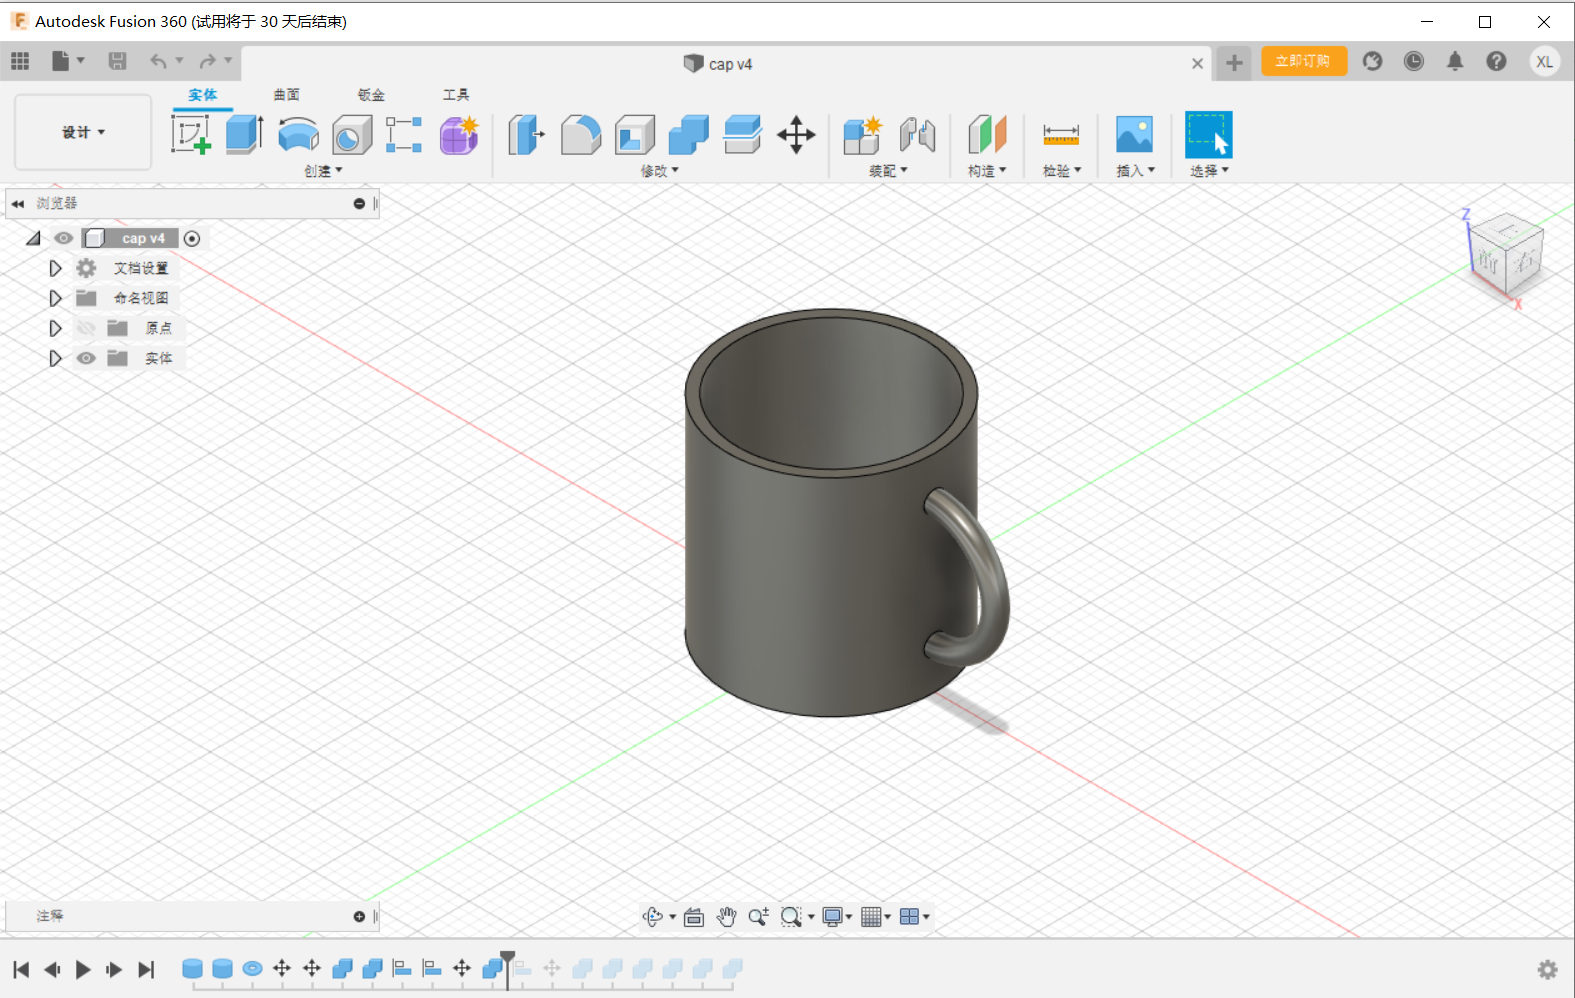 Autodesk Fusion 360 (试用将于 30 天后结束)
cap v4
立即订购
XL
设计
实体 曲面 钣金 工具
创建 修改 装配 构造 检验 插入 选择
浏览器
cap v4
文档设置
命名视图
原点
实体
Z
上
前 右
X
注释